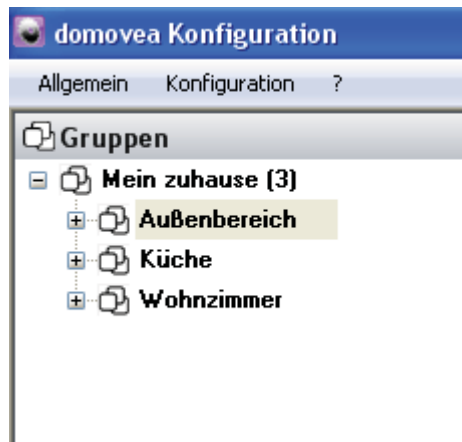 domovea Konfiguration
Allgemein Konfiguration ?
Gruppen
Mein zuhause (3)
Außenbereich
Küche
Wohnzimmer